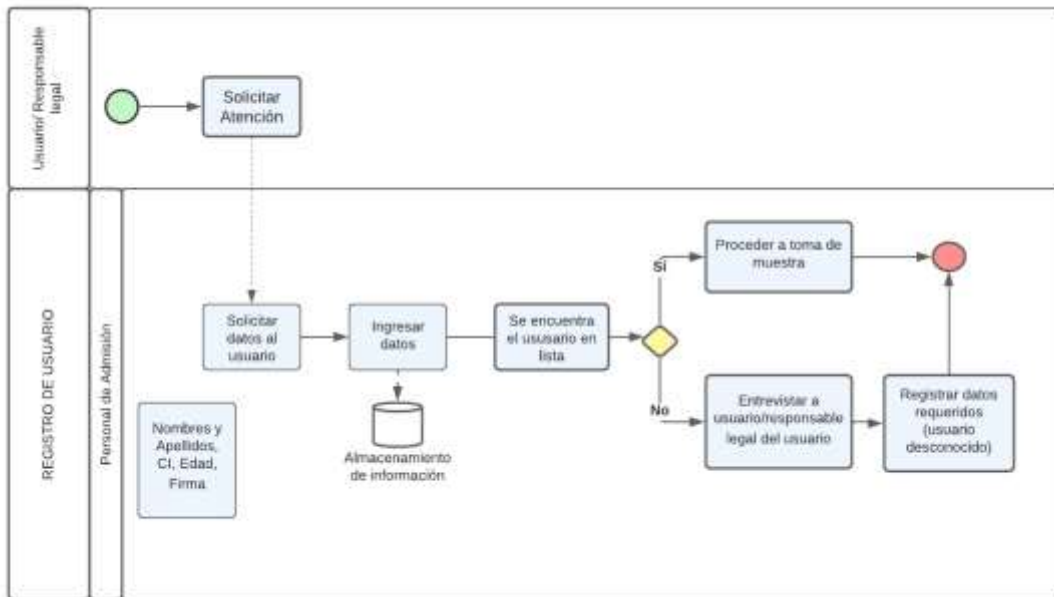 Usuario/ Responsable
legal
Solicitar
Atención
REGISTRO DE USUARIO
Personal de Admisión
Solicitar
datos al
usuario
Ingresar
datos
Se encuentra
el ususario en
lista
Sí
No
Proceder a toma de
muestra
Entrevistar a
usuario/responsable
legal del usuario
Registrar datos
requeridos
(usuario
desconocido)
Nombres y
Apellidos,
CI, Edad,
Firma
Almacenamiento
de información